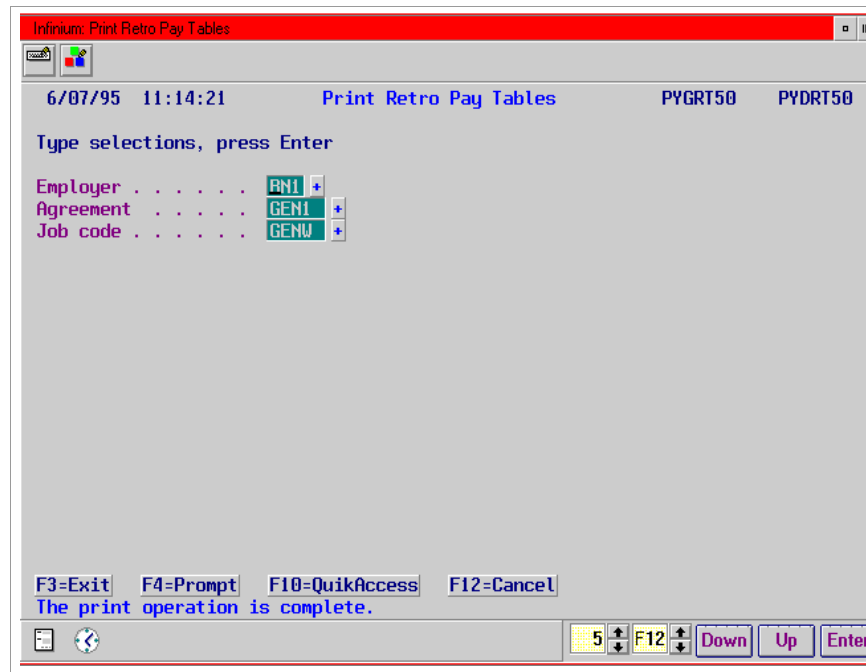 Infinium: Print Retro Pay Tables
6/07/95 11:14:21 Print Retro Pay Tables PYGRT50 PYDRT50
Type selections, press Enter
Employer . . . . . . RN1 +
Agreement . . . . . GEN1 +
Job code . . . . . . GENW +
F3=Exit F4=Prompt F10=QuikAccess F12=Cancel
The print operation is complete.
5 F12 Down Up Enter